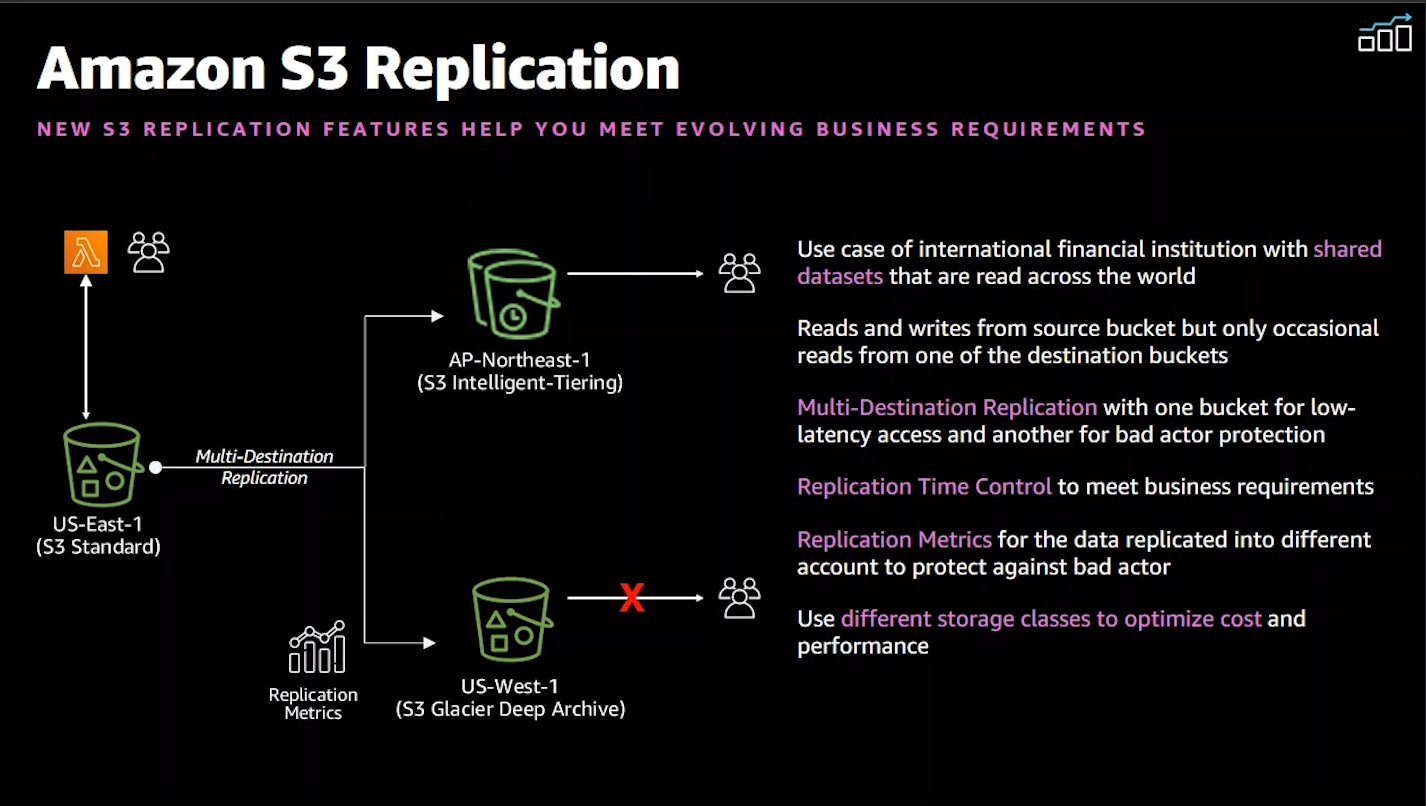 Amazon S3 Replication
NEW S3 REPLICATION FEATURES HELP YOU MEET EVOLVING BUSINESS REQUIREMENTS
Multi-Destination
Replication
US-East-1
(S3 Standard)
AP-Northeast-1
(S3 Intelligent-Tiering)
X
Replication
Metrics
US-West-1
(S3 Glacier Deep Archive)
Use case of international financial institution with shared
datasets that are read across the world
Reads and writes from source bucket but only occasional
reads from one of the destination buckets
Multi-Destination Replication with one bucket for low-
latency access and another for bad actor protection
Replication Time Control to meet business requirements
Replication Metrics for the data replicated into different
account to protect against bad actor
Use different storage classes to optimize cost and
performance